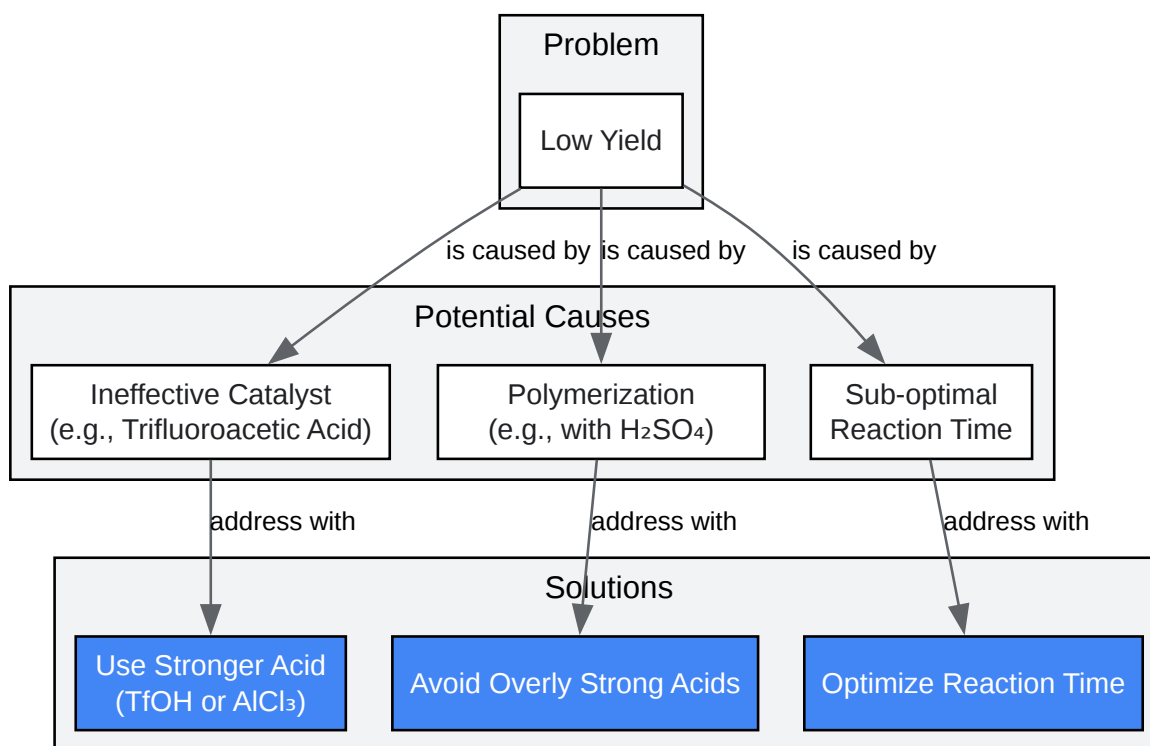 Problem
Low Yield
is caused by
is caused by
is caused by
Potential Causes
Ineffective Catalyst
(e.g., Trifluoroacetic Acid)
Polymerization
(e.g., with H₂SO₄)
Sub-optimal
Reaction Time
address with
address with
address with
Solutions
Use Stronger Acid
(TfOH or AlCl₃)
Avoid Overly Strong Acids
Optimize Reaction Time